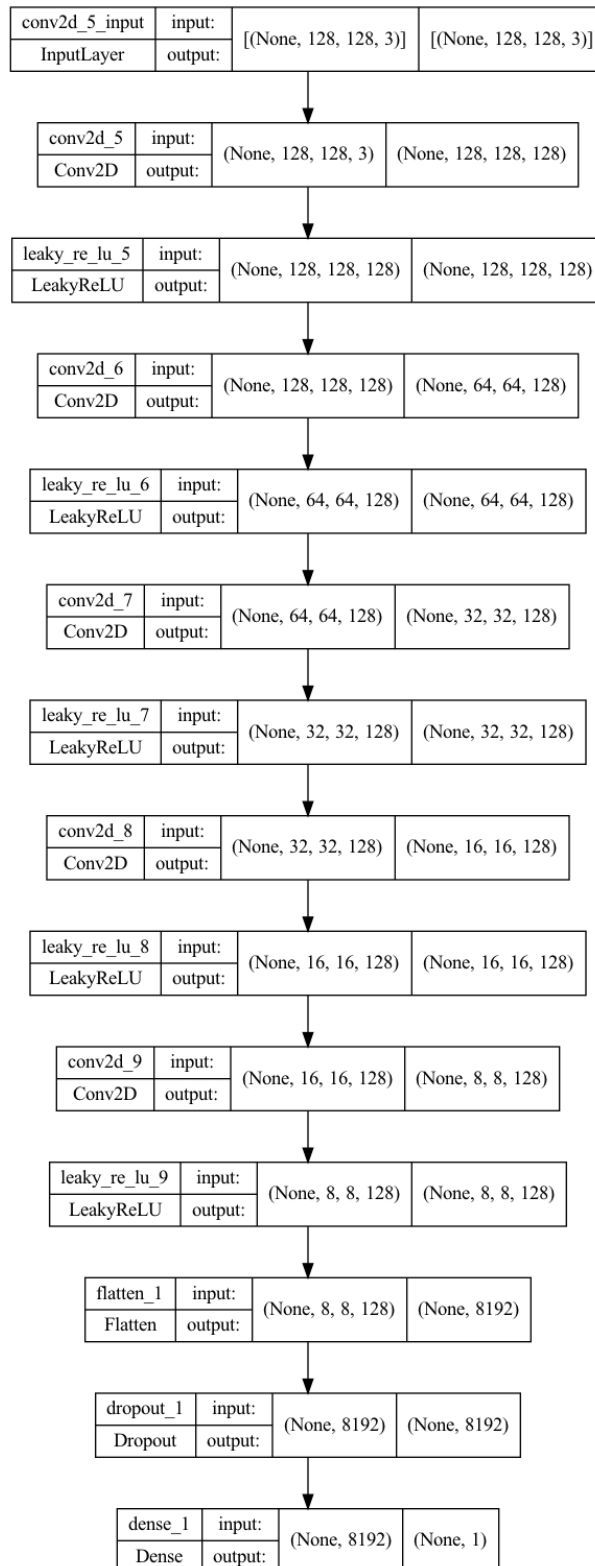 conv2d_5_input input: [(None, 128, 128, 3)] [(None, 128, 128, 3)]
InputLayer output:
conv2d_5 input: (None, 128, 128, 3) (None, 128, 128, 128)
Conv2D output:
leaky_re_lu_5 input: (None, 128, 128, 128) (None, 128, 128, 128)
LeakyReLU output:
conv2d_6 input: (None, 128, 128, 128) (None, 64, 64, 128)
Conv2D output:
leaky_re_lu_6 input: (None, 64, 64, 128) (None, 64, 64, 128)
LeakyReLU output:
conv2d_7 input: (None, 64, 64, 128) (None, 32, 32, 128)
Conv2D output:
leaky_re_lu_7 input: (None, 32, 32, 128) (None, 32, 32, 128)
LeakyReLU output:
conv2d_8 input: (None, 32, 32, 128) (None, 16, 16, 128)
Conv2D output:
leaky_re_lu_8 input: (None, 16, 16, 128) (None, 16, 16, 128)
LeakyReLU output:
conv2d_9 input: (None, 16, 16, 128) (None, 8, 8, 128)
Conv2D output:
leaky_re_lu_9 input: (None, 8, 8, 128) (None, 8, 8, 128)
LeakyReLU output:
flatten_1 input: (None, 8, 8, 128) (None, 8192)
Flatten output:
dropout_1 input: (None, 8192) (None, 8192)
Dropout output:
dense_1 input: (None, 8192) (None, 1)
Dense output: